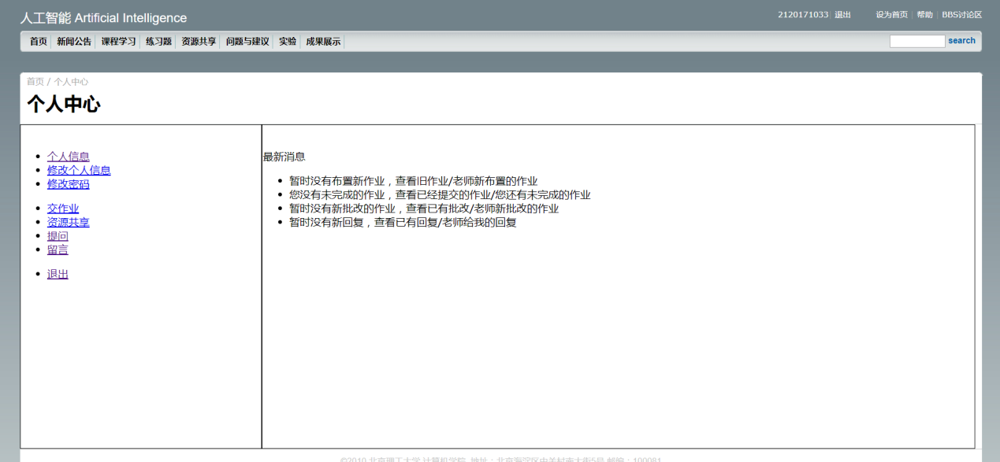 人工智能 Artificial Intelligence
2120171033 退出 设为首页 帮助 BBS讨论区
首页 新闻公告 课程学习 练习题 资源共享 问题与建议 实验 成果展示 search
首页 / 个人中心
个人中心
个人信息
修改个人信息
修改密码
交作业
资源共享
提问
留言
退出
最新消息
暂时没有布置新作业，查看旧作业/老师新布置的作业
您没有未完成的作业，查看已经提交的作业/您还有未完成的作业
暂时没有新批改的作业，查看已有批改/老师新批改的作业
暂时没有新回复，查看已有回复/老师给我的回复
©2010 北京理工大学 计算机学院 地址：北京海淀区中关村南大街5号 邮编：100081